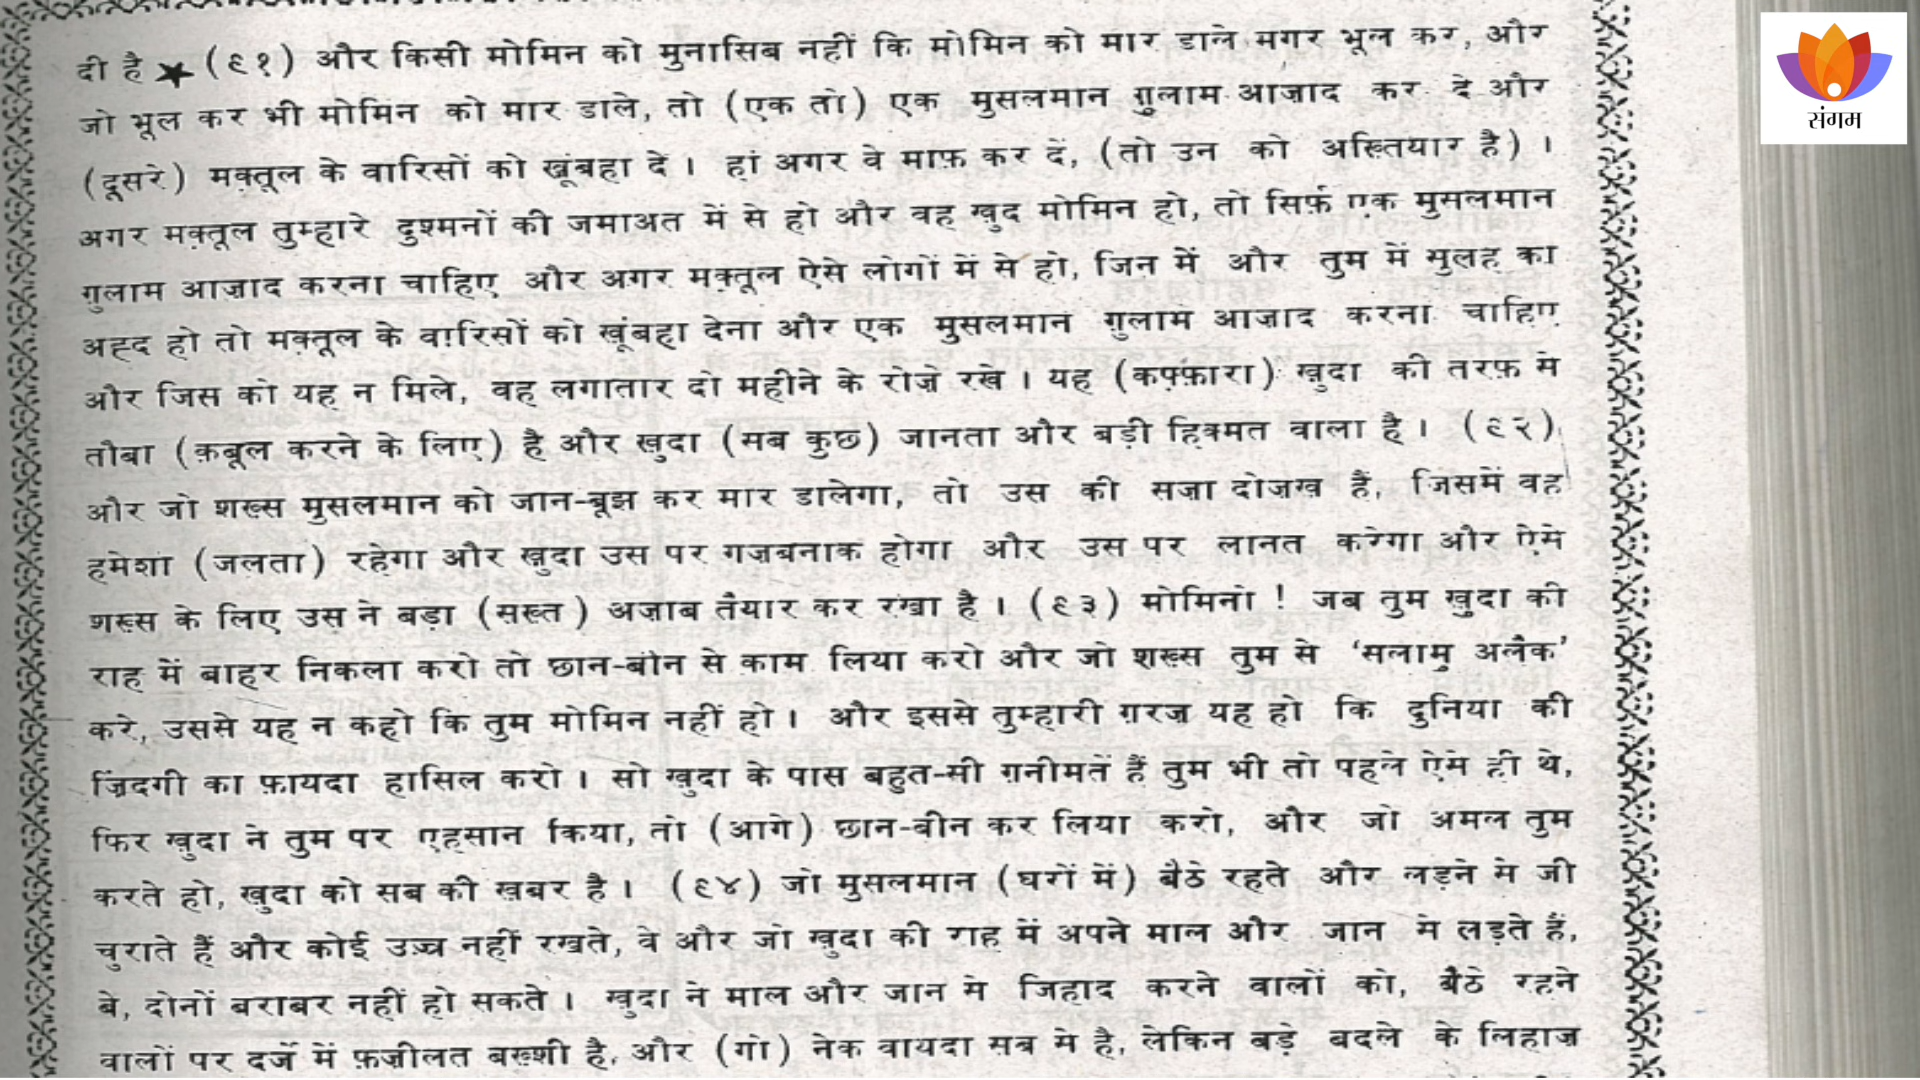 दी है ★ (९१) और किसी मोमिन को मुनासिब नहीं कि मोमिन को मार डाले मगर भूल कर, और
जो भूल कर भी मोमिन को मार डाले, तो (एक तो) एक मुसलमान ग़ुलाम आज़ाद कर दे और
(दूसरे) मक़्तूल के वारिसों को ख़ूंबहा दे। हां अगर वे माफ़ कर दें, (तो उन को अख़्तियार है)।
अगर मक़्तूल तुम्हारे दुश्मनों की जमाअत में से हो और वह ख़ुद मोमिन हो, तो सिर्फ़ एक मुसलमान
ग़ुलाम आज़ाद करना चाहिए और अगर मक़्तूल ऐसे लोगों में से हो, जिन में और तुम में सुलह का
अह्द हो तो मक़्तूल के वारिसों को ख़ूंबहा देना और एक मुसलमान ग़ुलाम आज़ाद करना चाहिए
और जिस को यह न मिले, वह लगातार दो महीने के रोज़े रखे। यह (कफ़्फ़ारा) ख़ुदा की तरफ़ से
तौबा (क़बूल करने के लिए) है और ख़ुदा (सब कुछ) जानता और बड़ी हिक्मत वाला है। (९२)
और जो शख़्स मुसलमान को जान-बूझ कर मार डालेगा, तो उस की सज़ा दोज़ख़ है, जिसमें वह
हमेशा (जलता) रहेगा और ख़ुदा उस पर गज़बनाक होगा और उस पर लानत करेगा और ऐसे
शख़्स के लिए उस ने बड़ा (सख़्त) अज़ाब तैयार कर रखा है। (९३) मोमिनो ! जब तुम ख़ुदा की
राह में बाहर निकला करो तो छान-बीन से काम लिया करो और जो शख़्स तुम से ‘सलामु अलैक’
करे, उससे यह न कहो कि तुम मोमिन नहीं हो। और इससे तुम्हारी ग़रज़ यह हो कि दुनिया की
ज़िंदगी का फ़ायदा हासिल करो। सो ख़ुदा के पास बहुत-सी ग़नीमतें हैं तुम भी तो पहले ऐसे ही थे,
फिर ख़ुदा ने तुम पर एहसान किया, तो (आगे) छान-बीन कर लिया करो, और जो अमल तुम
करते हो, ख़ुदा को सब की ख़बर है। (९४) जो मुसलमान (घरों में) बैठे रहते और लड़ने से जी
चुराते हैं और कोई उज़्र नहीं रखते, वे और जो ख़ुदा की राह में अपने माल और जान से लड़ते हैं,
वे, दोनों बराबर नहीं हो सकते। ख़ुदा ने माल और जान से जिहाद करने वालों को, बैठे रहने
वालों पर दर्जे में फ़ज़ीलत बख़्शी है, और (गो) नेक वायदा सब से है, लेकिन बड़े बदले के लिहाज़
संगम